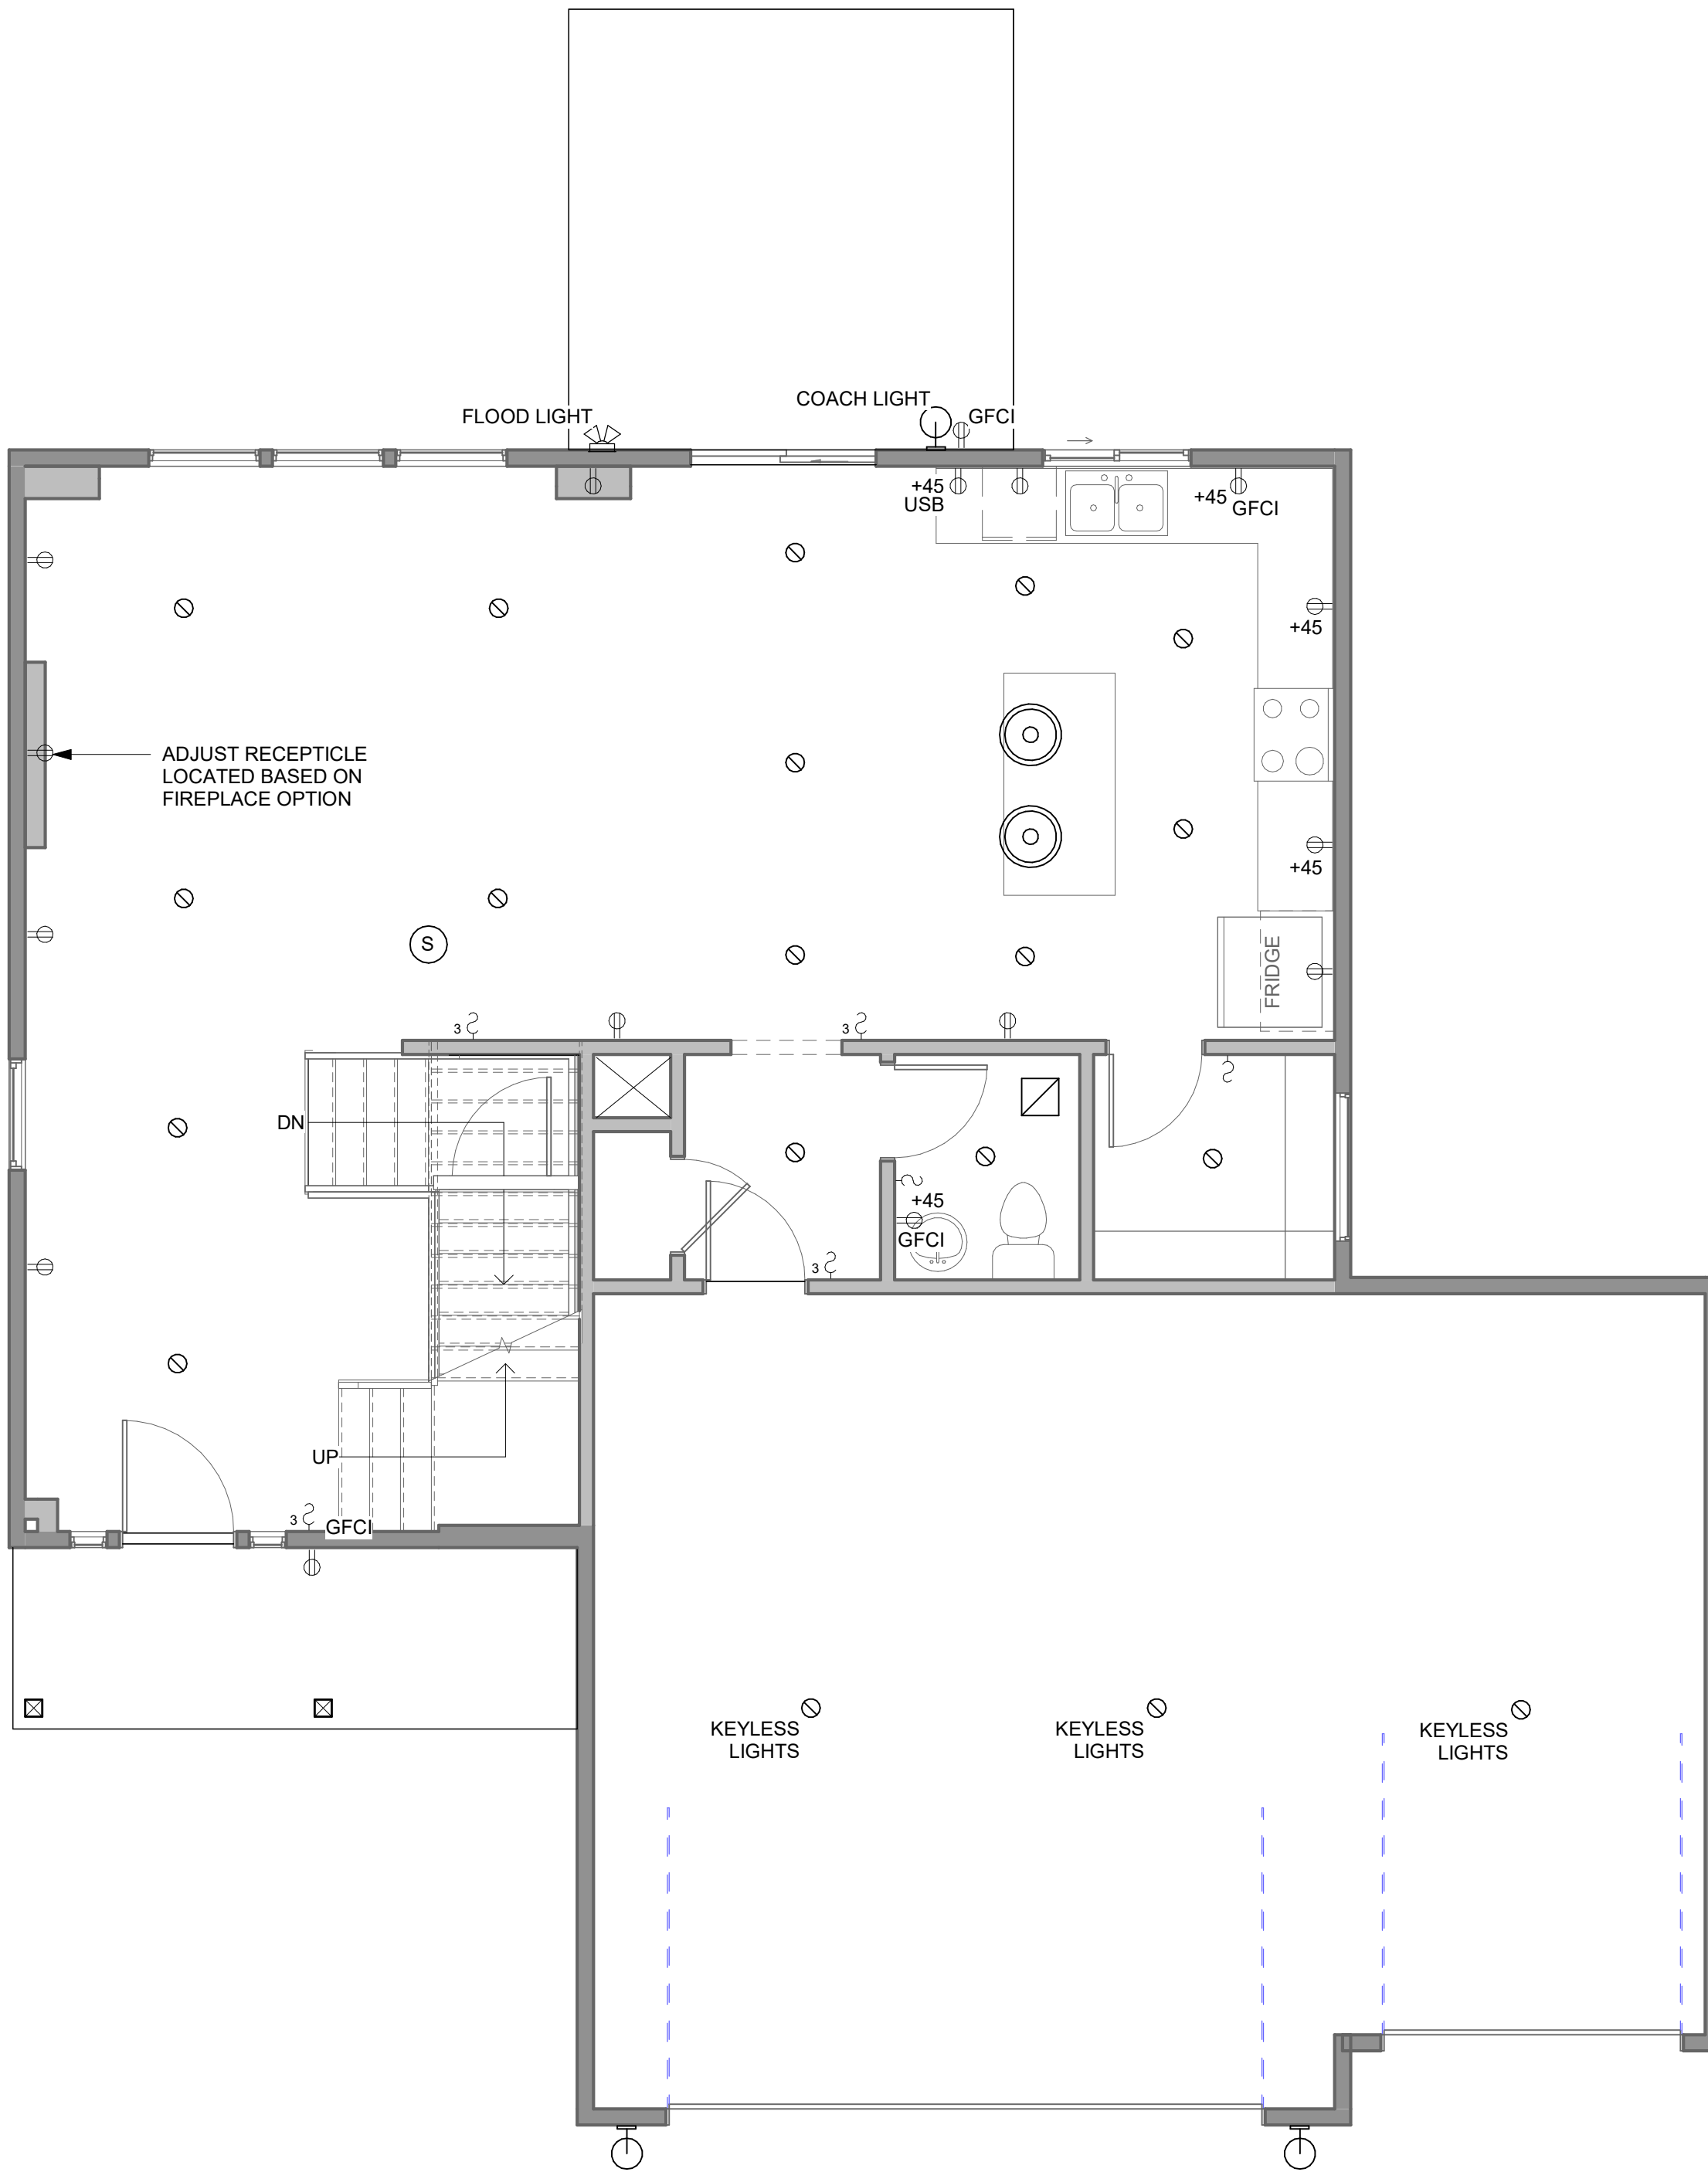 COACH LIGHT
FLOOD LIGHT
GFCI
+45
USB
+45
GFCI
+45
ADJUST RECEPTICLE
LOCATED BASED ON
FIREPLACE OPTION
+45
S
FRIDGE
3
3
DN
+45
GFCI
3
UP
3
GFCI
KEYLESS
LIGHTS
KEYLESS
LIGHTS
KEYLESS
LIGHTS